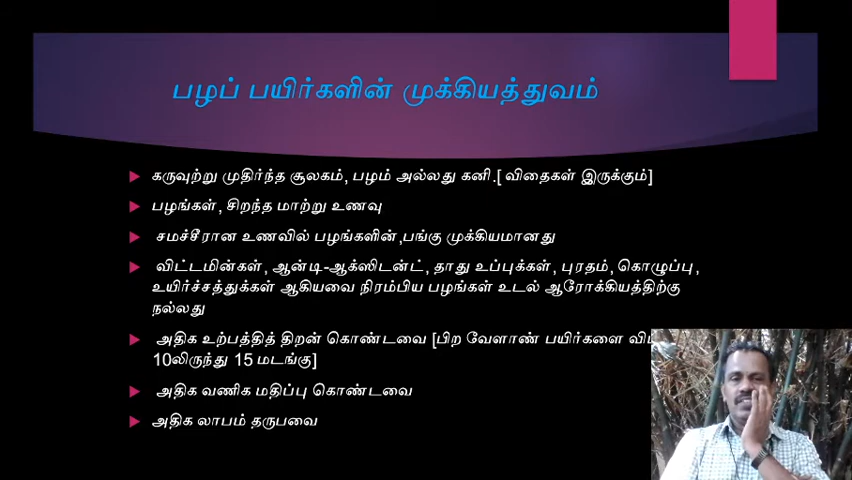 பழப் பயிர்களின் முக்கியத்துவம்
கருவுற்று முதிர்ந்த சூலகம், பழம் அல்லது கனி.[ விதைகள் இருக்கும்]
பழங்கள், சிறந்த மாற்று உணவு
சமச்சீரான உணவில் பழங்களின்,பங்கு முக்கியமானது
விட்டமின்கள், ஆன்டி-ஆக்ஸிடன்ட், தாது உப்புக்கள், புரதம், கொழுப்பு,
உயிர்ச்சத்துக்கள் ஆகியவை நிரம்பிய பழங்கள் உடல் ஆரோக்கியத்திற்கு
நல்லது
அதிக உற்பத்தித் திறன் கொண்டவை [பிற வேளாண் பயிர்களை
10லிருந்து 15 மடங்கு]
அதிக வணிக மதிப்பு கொண்டவை
அதிக லாபம் தருபவை